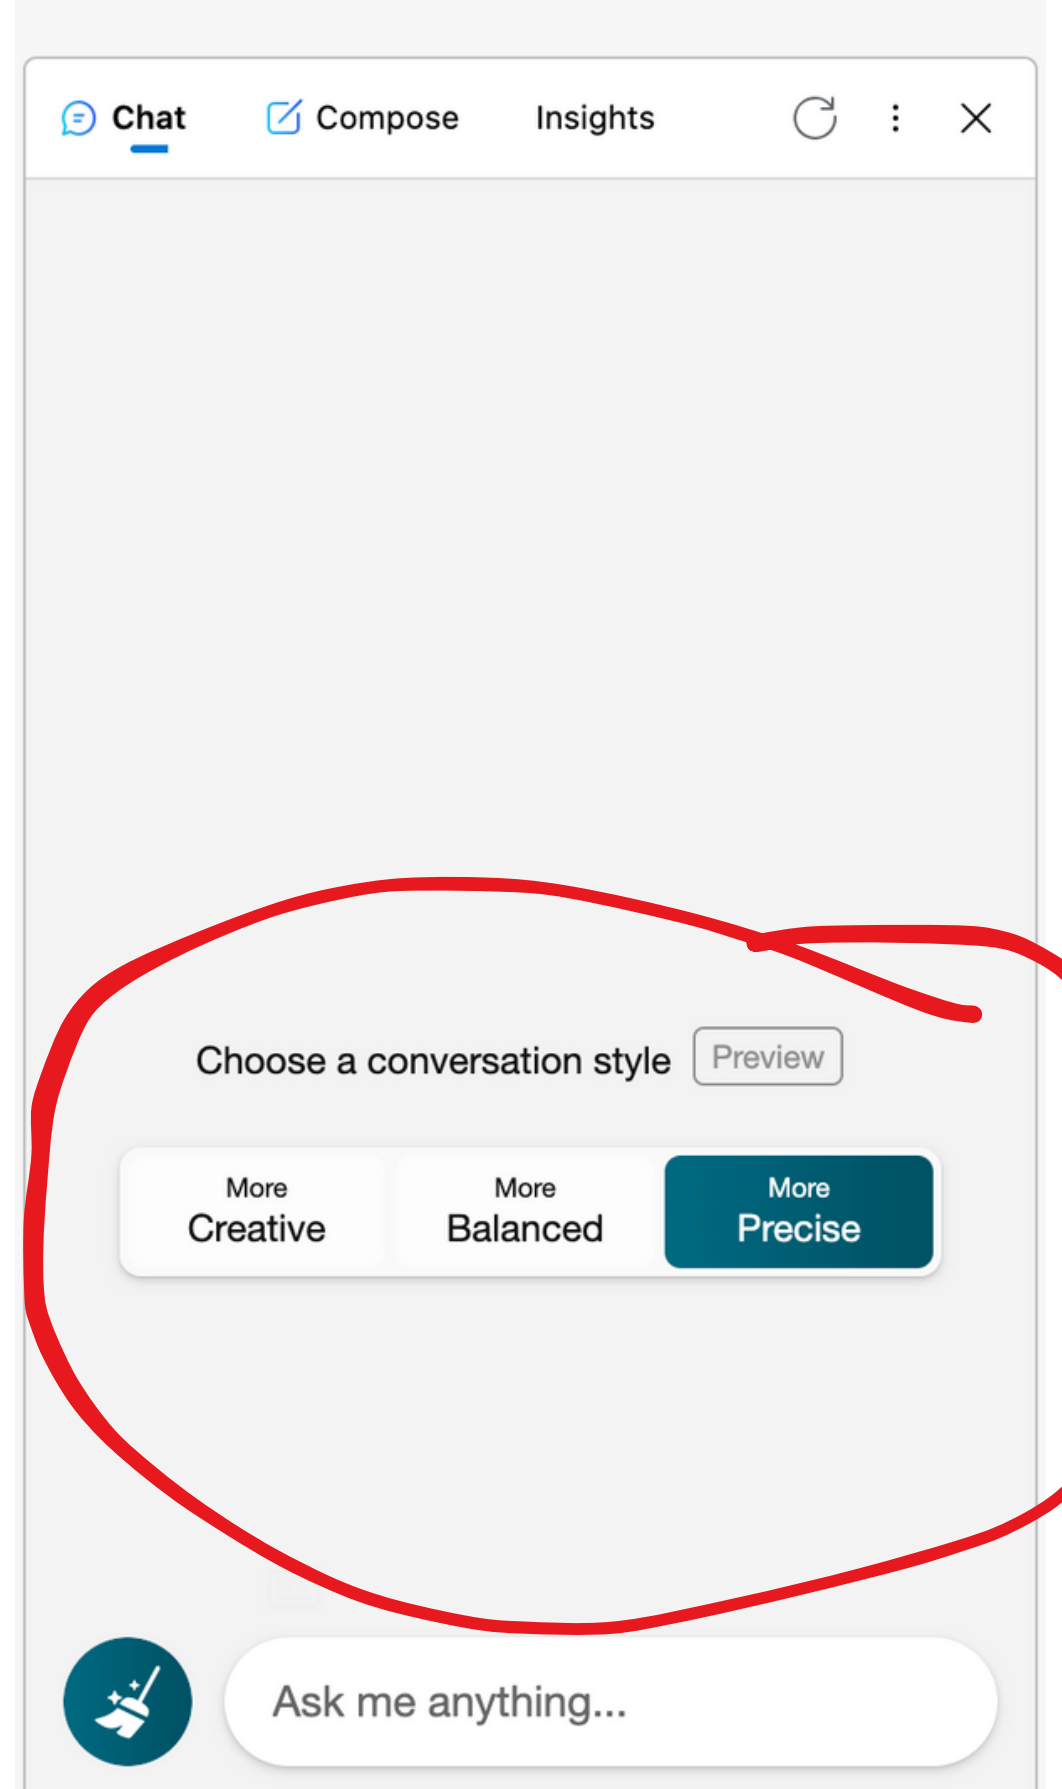 Chat Compose Insights
Choose a conversation style Preview
More More More
Creative Balanced Precise
Ask me anything...